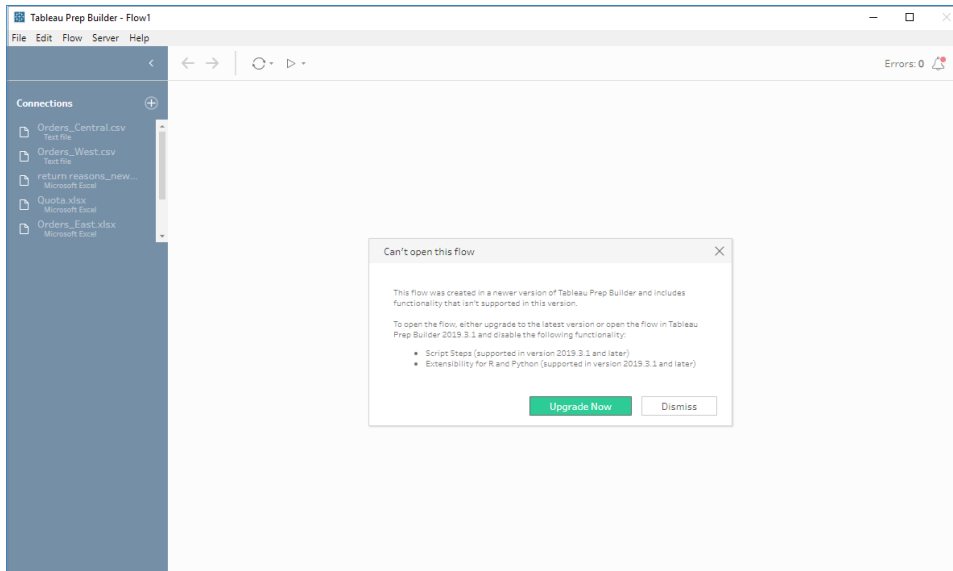 Tableau Prep Builder - Flow1
File Edit Flow Server Help
Errors: 0
Connections
Orders_Central.csv
Text file
Orders_West.csv
Text file
return reasons_new...
Microsoft Excel
Quota.xlsx
Microsoft Excel
Orders_East.xlsx
Microsoft Excel
Can't open this flow
This flow was created in a newer version of Tableau Prep Builder and includes
functionality that isn't supported in this version.
To open the flow, either upgrade to the latest version or open the flow in Tableau
Prep Builder 2019.3.1 and disable the following functionality:
• Script Steps (supported in version 2019.3.1 and later)
• Extensibility for R and Python (supported in version 2019.3.1 and later)
Upgrade Now Dismiss